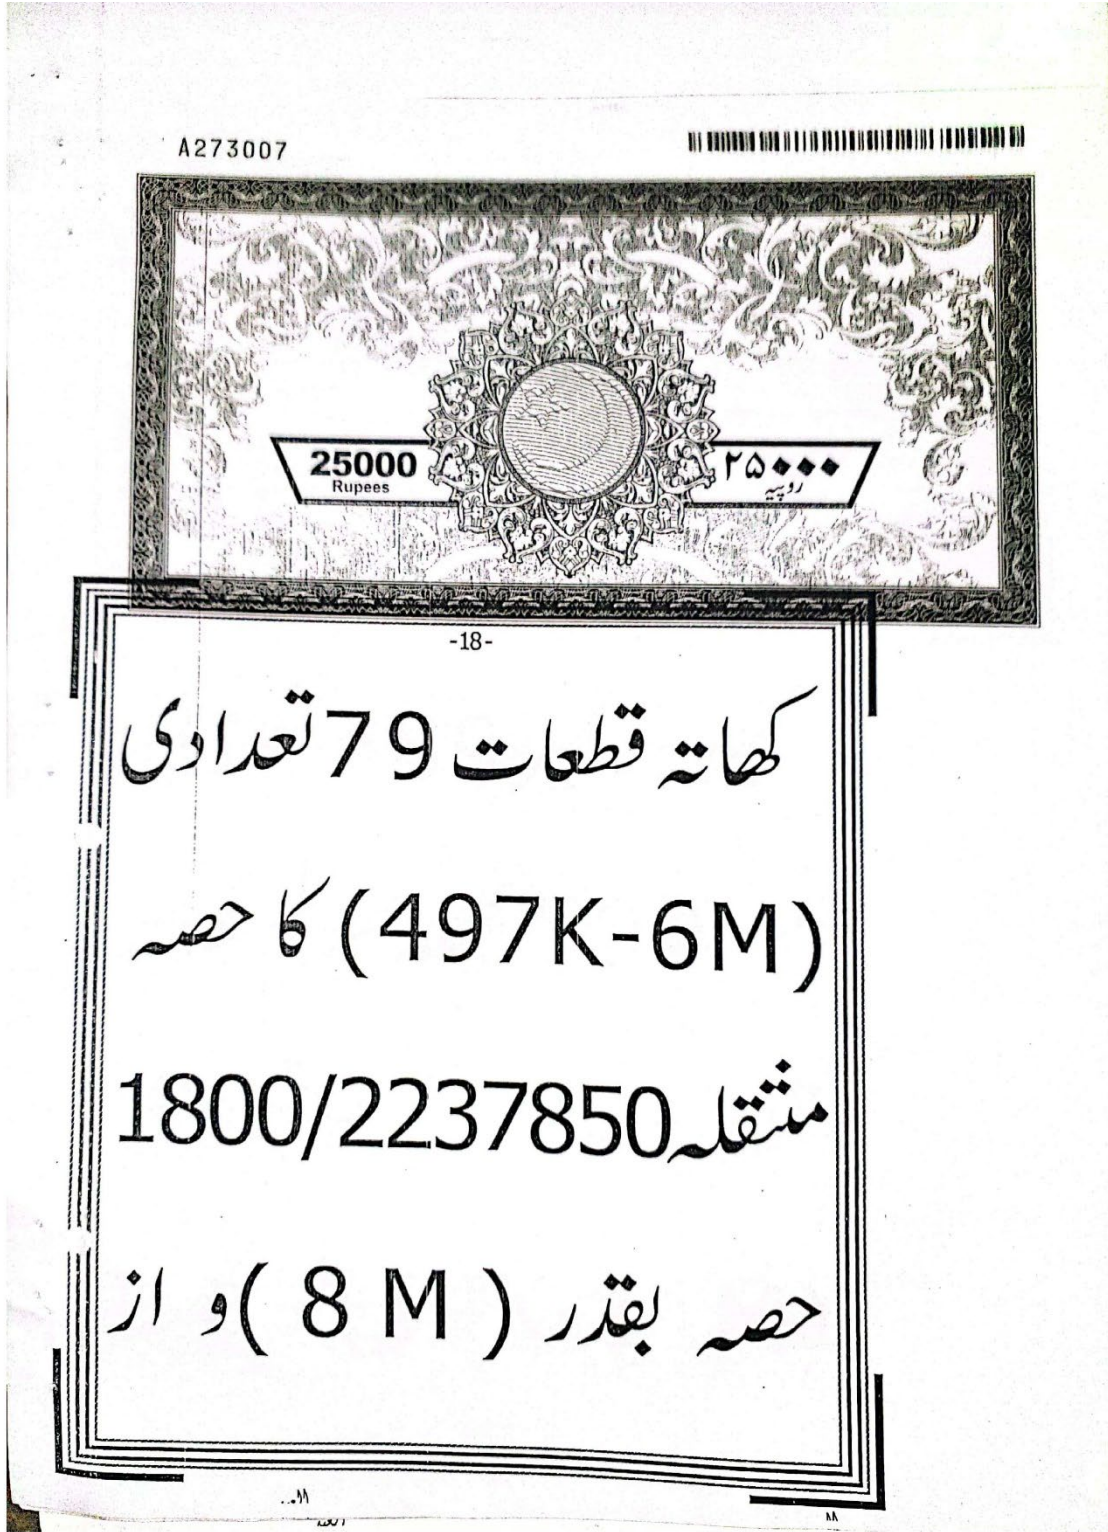 A273007
25000
Rupees
۲۵۰۰۰
روپیہ
-18-
کھاتہ قطعات 79 تعدادی
(497K-6M) کا حصہ
منتقلہ 1800/2237850
حصہ بقدر ( 8 M ) و از